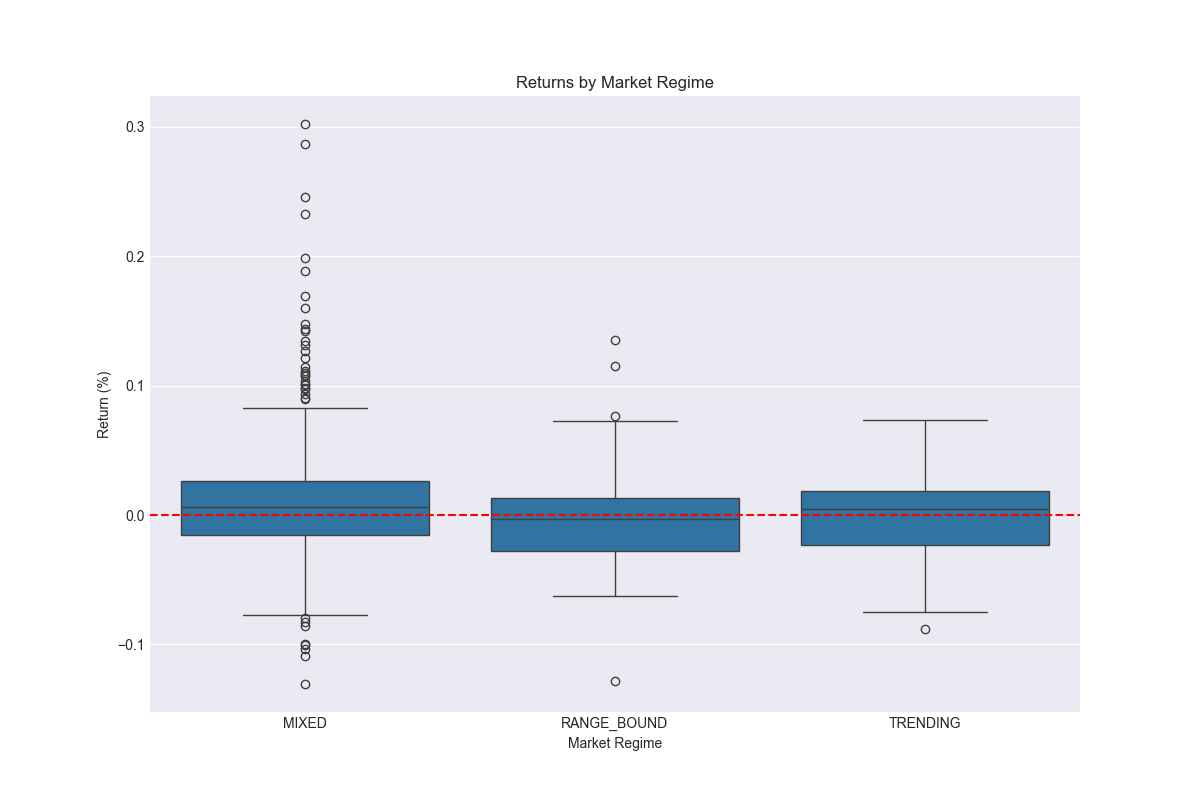 Returns by Market Regime
0.3
0.2
0.1
0.0
−0.1
Return (%)
MIXED
RANGE_BOUND
TRENDING
Market Regime